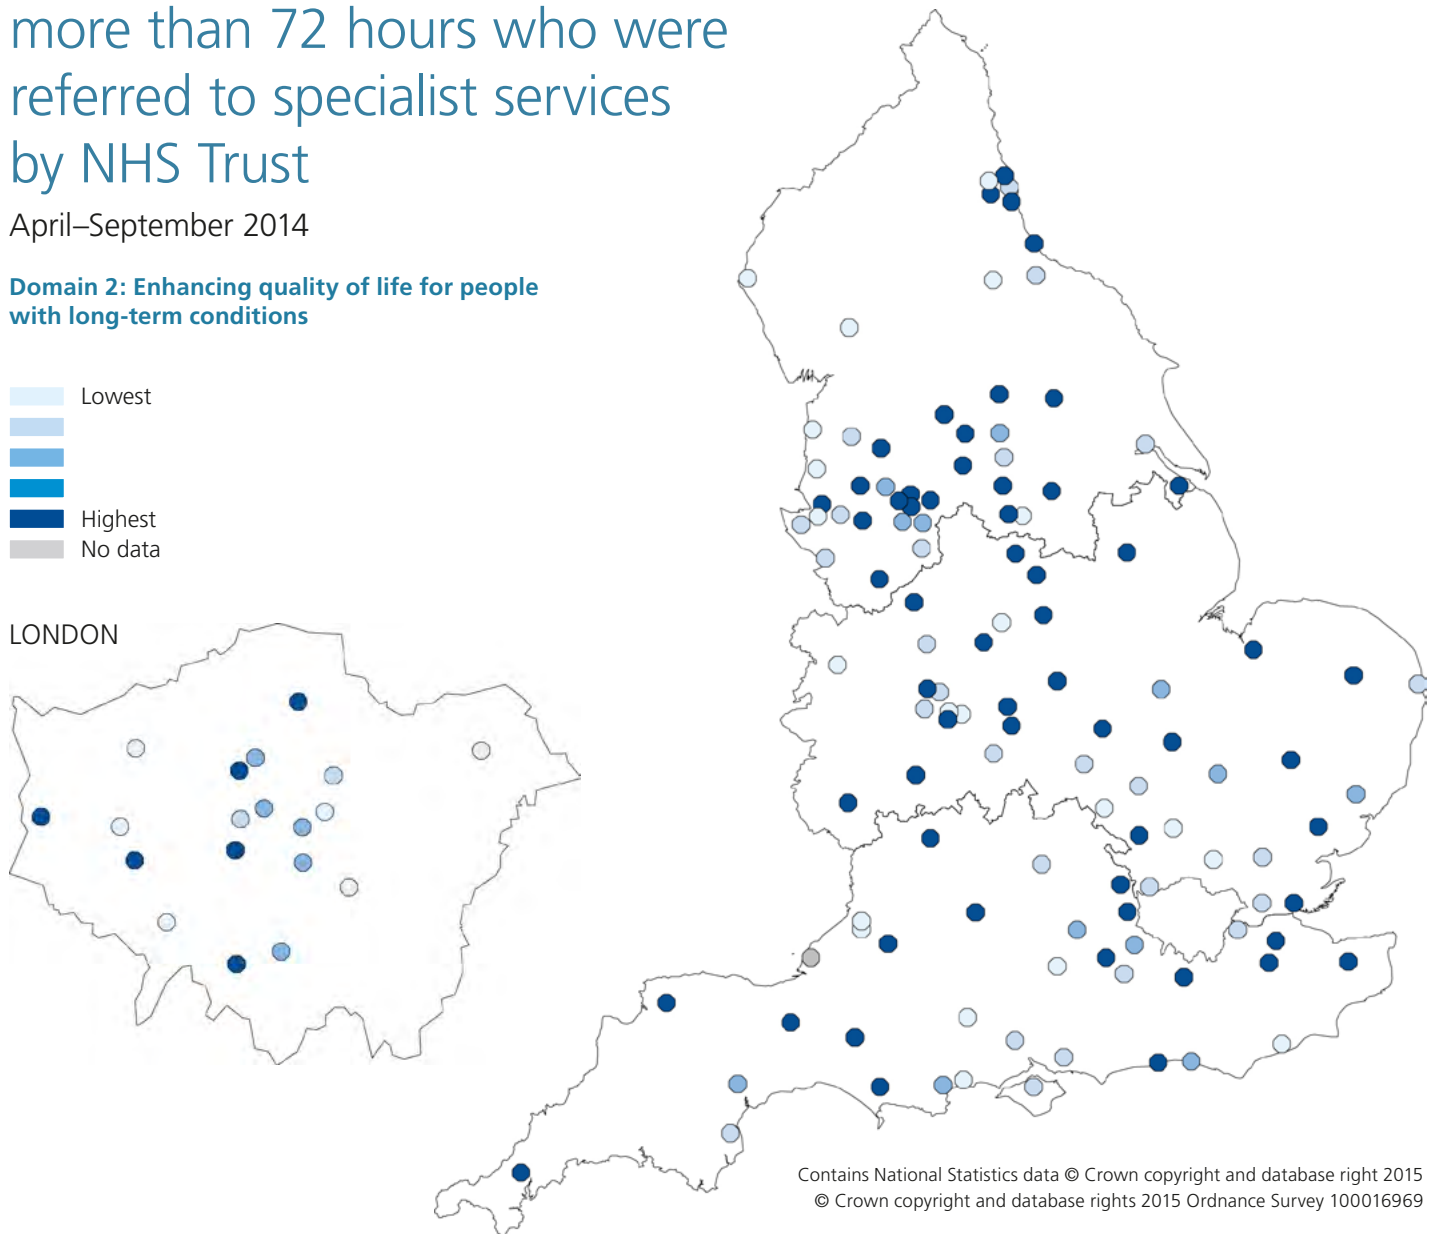 more than 72 hours who were
referred to specialist services
by NHS Trust
April–September 2014
Domain 2: Enhancing quality of life for people
with long-term conditions
Lowest
Highest
No data
LONDON
Contains National Statistics data © Crown copyright and database right 2015
© Crown copyright and database rights 2015 Ordnance Survey 100016969